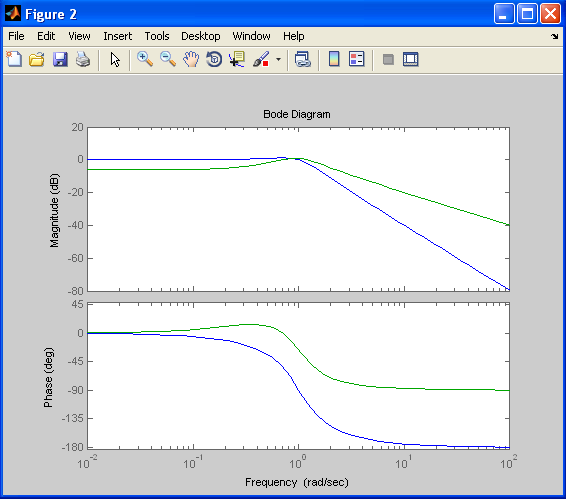 Figure 2
File Edit View Insert Tools Desktop Window Help
Bode Diagram
Magnitude (dB)
20
0
-20
-40
-60
-80
Phase (deg)
45
0
-45
-90
-135
-180
10^-2 10^-1 10^0 10^1 10^2
Frequency (rad/sec)